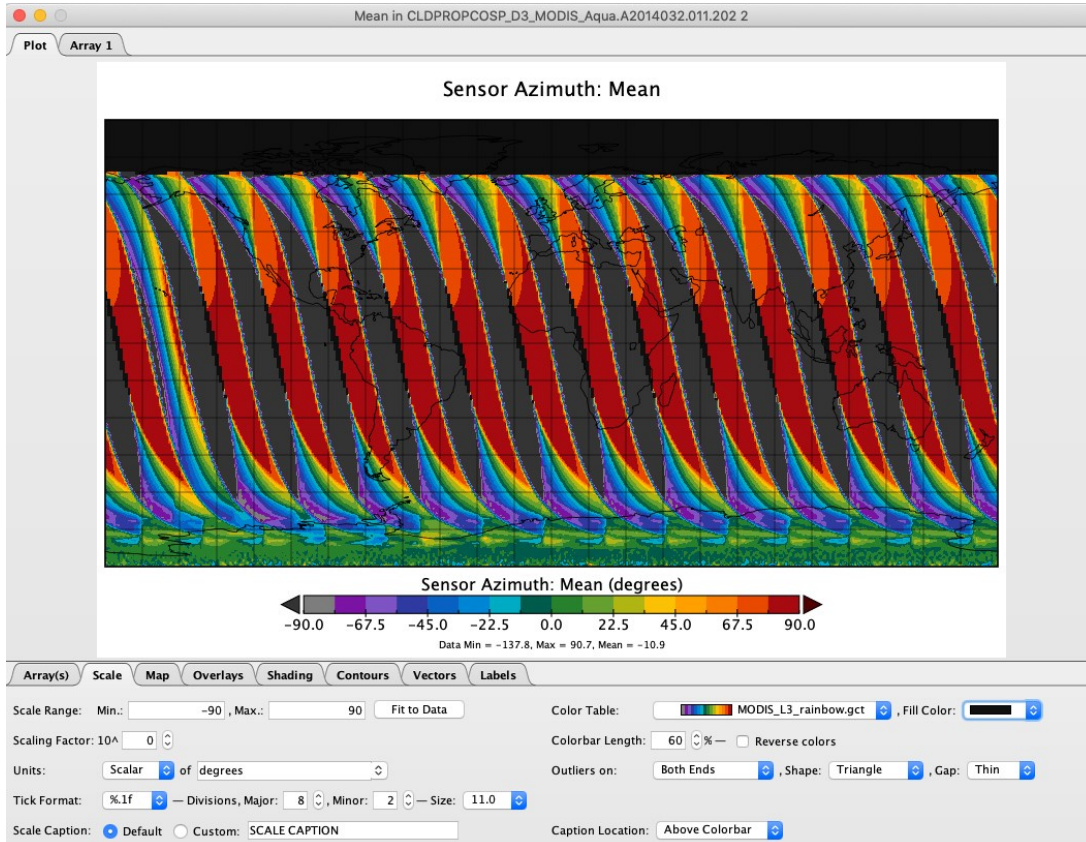 Mean in CLDPROPCOSP_D3_MODIS_Aqua.A2014032.011.202 2
Plot Array 1
Sensor Azimuth: Mean
Sensor Azimuth: Mean (degrees)
−90.0 −67.5 −45.0 −22.5 0.0 22.5 45.0 67.5 90.0
Data Min = −137.8, Max = 90.7, Mean = −10.9
Array(s) Scale Map Overlays Shading Contours Vectors Labels
Scale Range: Min.: −90 , Max.: 90 Fit to Data Color Table: MODIS_L3_rainbow.gct , Fill Color:
Scaling Factor: 10^ 0 Colorbar Length: 60 % — Reverse colors
Units: Scalar of degrees Outliers on: Both Ends , Shape: Triangle , Gap: Thin
Tick Format: %.1f — Divisions, Major: 8 , Minor: 2 — Size: 11.0
Scale Caption: Default Custom: SCALE CAPTION Caption Location: Above Colorbar